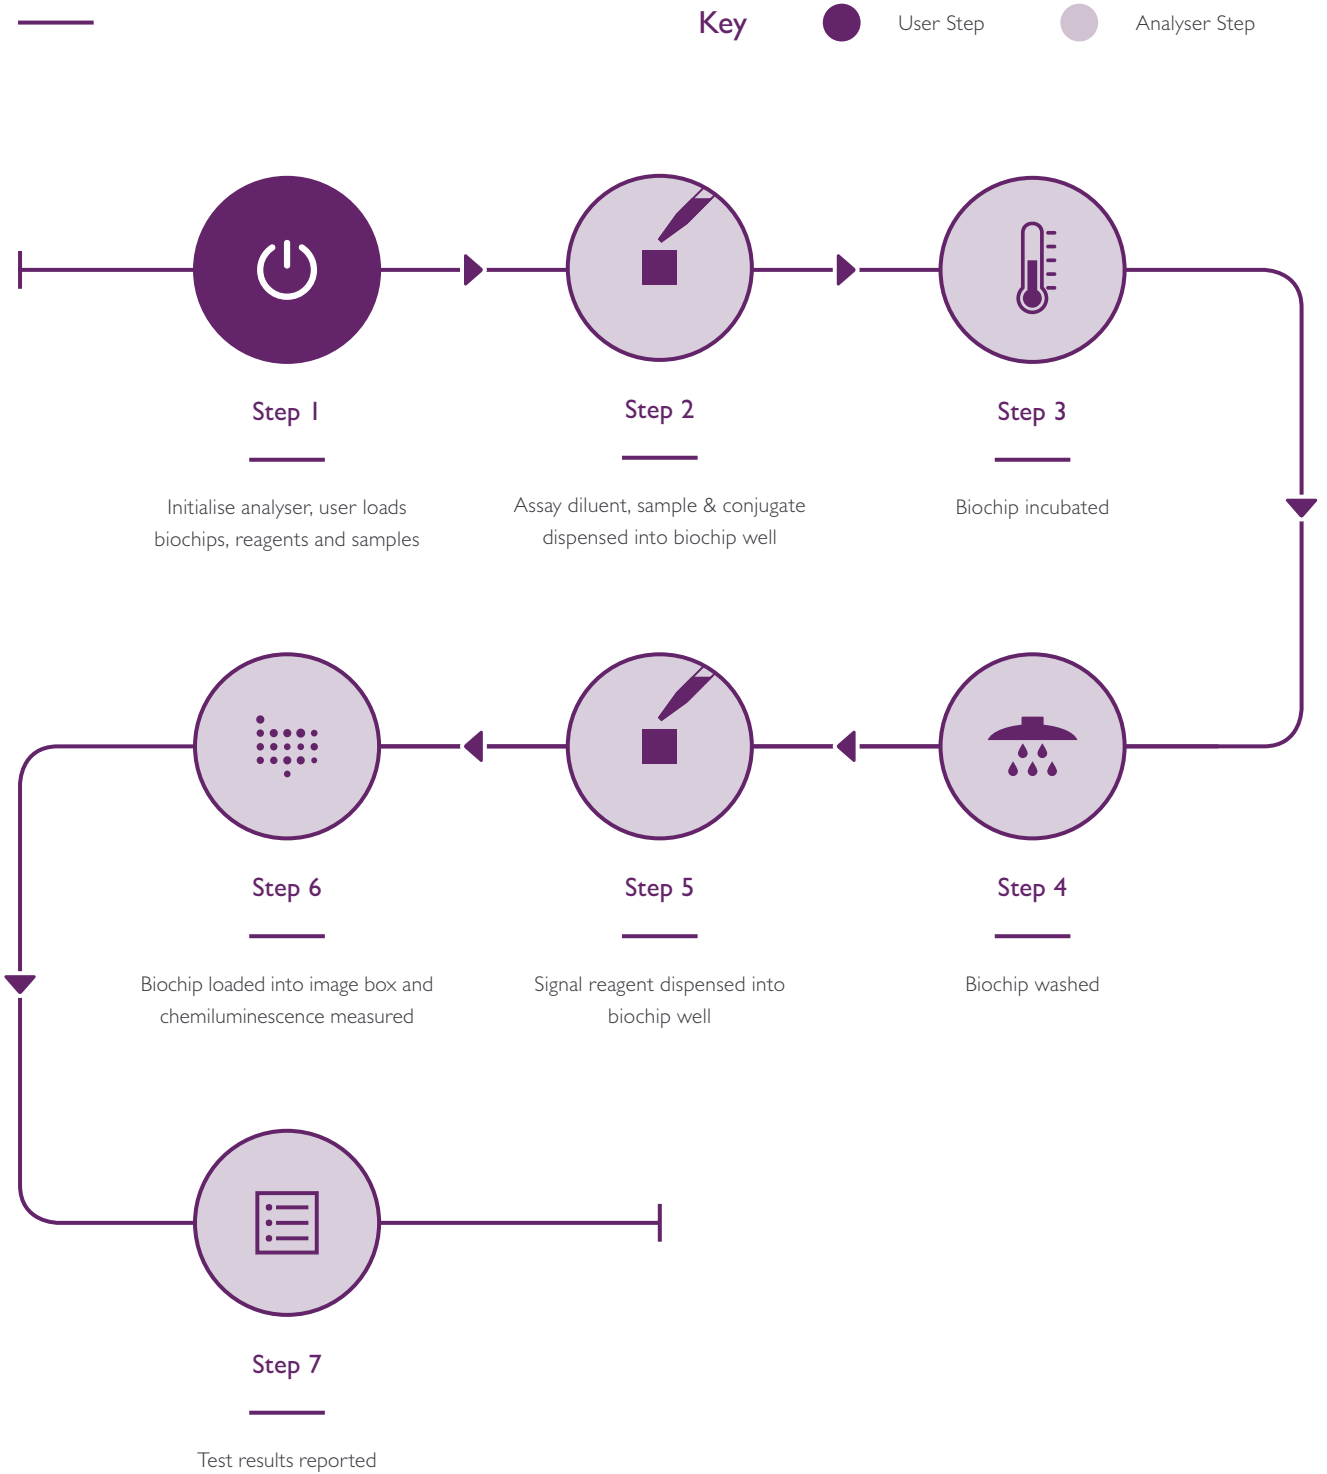 Key
User Step
Analyser Step
Step 1
Initialise analyser, user loads
biochips, reagents and samples
Step 2
Assay diluent, sample & conjugate
dispensed into biochip well
Step 3
Biochip incubated
Step 6
Biochip loaded into image box and
chemiluminescence measured
Step 5
Signal reagent dispensed into
biochip well
Step 4
Biochip washed
Step 7
Test results reported